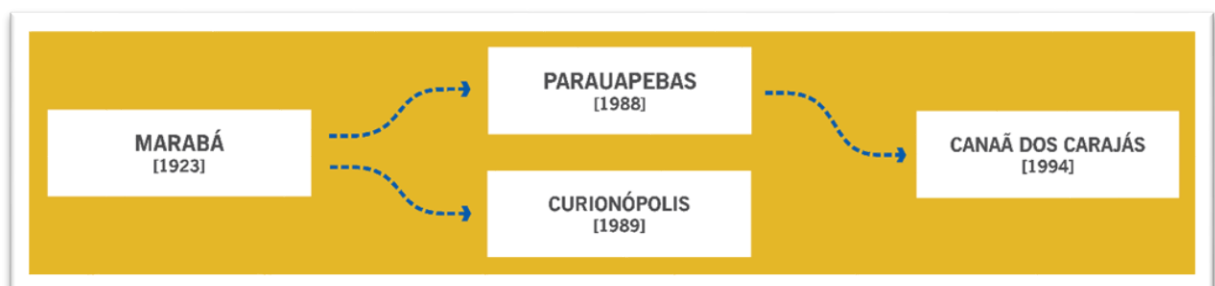 MARABÁ
[1923]
PARAUAPEBAS
[1988]
CURIONÓPOLIS
[1989]
CANAÃ DOS CARAJÁS
[1994]